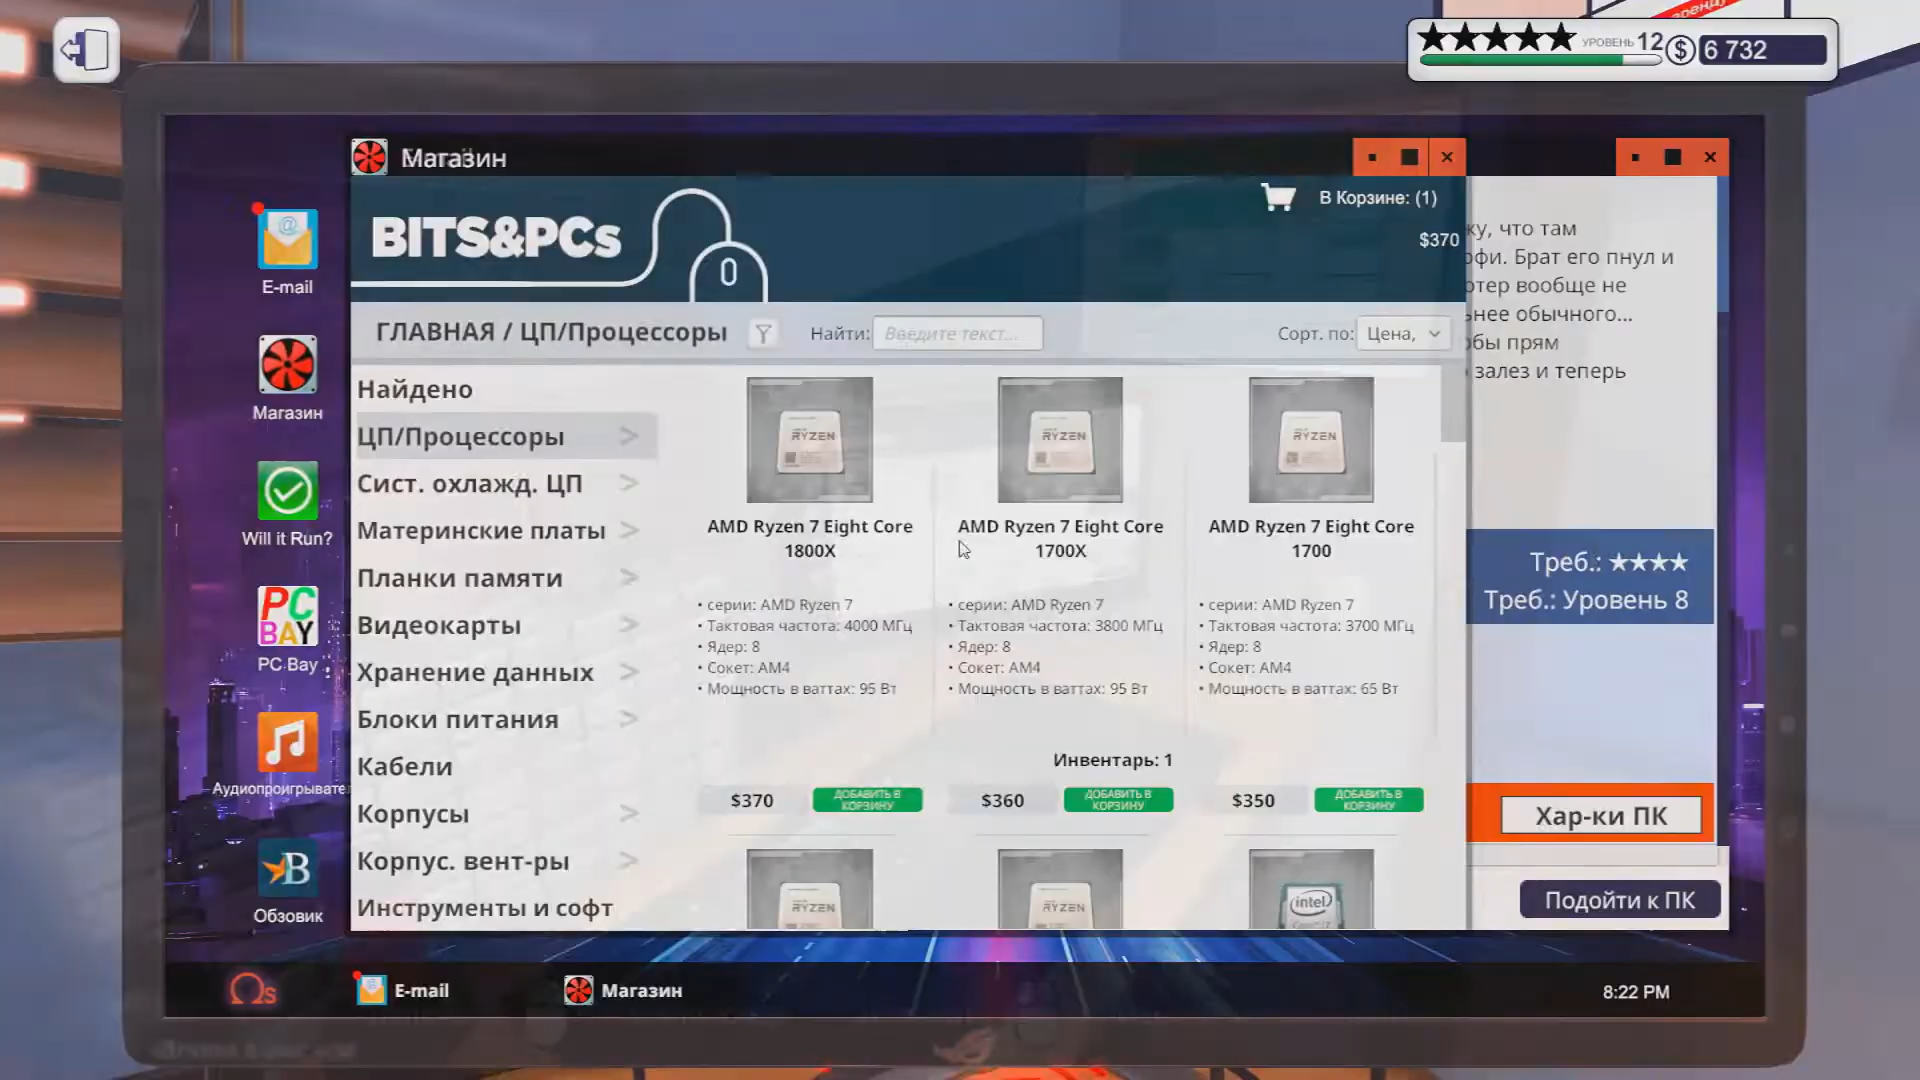 УРОВЕНЬ 12
$ 6 732
Магазин
BITS&PCs
В Корзине: (1)
$370
ГЛАВНАЯ / ЦП/Процессоры
Найти:
Введите текст...
Сорт. по:
Цена,
E-mail
Магазин
Will it Run?
PC BAY
PC Bay
Аудиопроигрывате
Обзовик
Найдено
ЦП/Процессоры >
Сист. охлажд. ЦП >
Материнские платы >
Планки памяти >
Видеокарты >
Хранение данных >
Блоки питания >
Кабели
Корпусы >
Корпус. вент-ры >
Инструменты и софт
RYZEN
AMD Ryzen 7 Eight Core
1800X
• серии: AMD Ryzen 7
• Тактовая частота: 4000 МГц
• Ядер: 8
• Сокет: AM4
• Мощность в ваттах: 95 Вт
$370
ДОБАВИТЬ В
КОРЗИНУ
RYZEN
AMD Ryzen 7 Eight Core
1700X
• серии: AMD Ryzen 7
• Тактовая частота: 3800 МГц
• Ядер: 8
• Сокет: AM4
• Мощность в ваттах: 95 Вт
Инвентарь: 1
$360
ДОБАВИТЬ В
КОРЗИНУ
RYZEN
AMD Ryzen 7 Eight Core
1700
• серии: AMD Ryzen 7
• Тактовая частота: 3700 МГц
• Ядер: 8
• Сокет: AM4
• Мощность в ваттах: 65 Вт
$350
ДОБАВИТЬ В
КОРЗИНУ
RYZEN
RYZEN
intel
что там
Брат его пнул и
вообще не
обычного...
прям
залез и теперь
Треб.: ★★★★
Треб.: Уровень 8
Хар-ки ПК
Подойти к ПК
E-mail
Магазин
8:22 PM